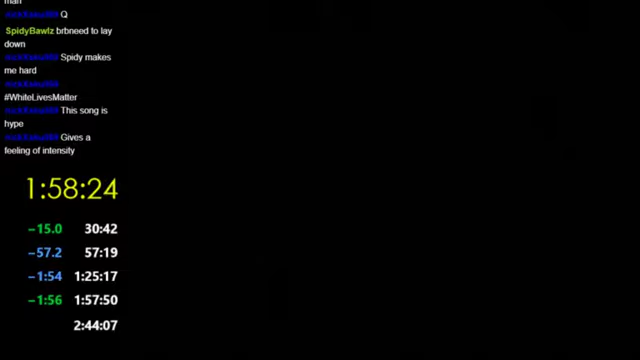 man
Q
SpidyBawlz brbneed to lay
down
Spidy makes
me hard
#WhiteLivesMatter
This song is
hype
Gives a
feeling of intensity
1:58:24
−15.0 30:42
−57.2 57:19
−1:54 1:25:17
−1:56 1:57:50
2:44:07